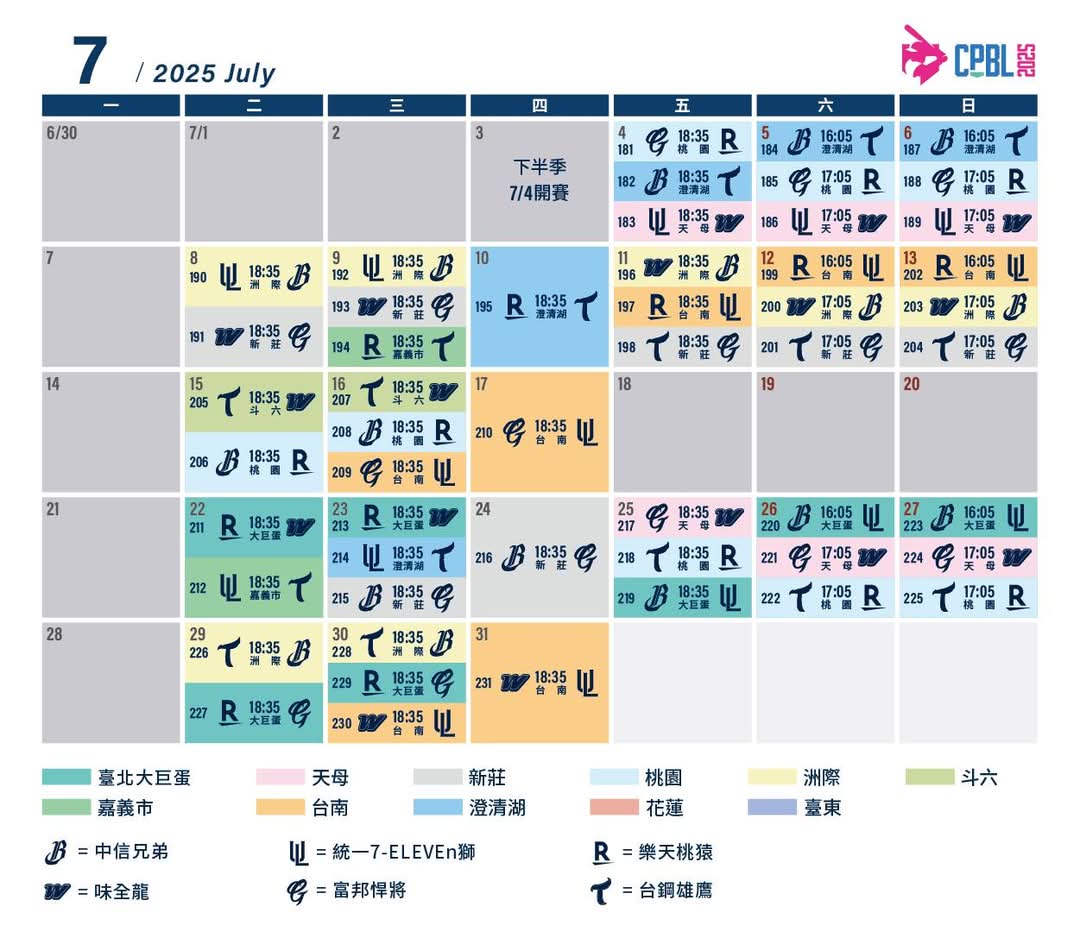 7 / 2025 July
CPBL 2025
一 二 三 四 五 六 日
6/30 7/1 2 3 4 5 6
下半季
7/4開賽
181 G 18:35 桃園 R
182 B 18:35 澄清湖 T
183 UL 18:35 天母 W
184 B 16:05 澄清湖 T
185 G 17:05 桃園 R
186 UL 17:05 天母 W
187 B 16:05 澄清湖 T
188 G 17:05 桃園 R
189 UL 17:05 天母 W
7 8 9 10 11 12 13
190 UL 18:35 洲際 B
191 W 18:35 新莊 G
192 UL 18:35 洲際 B
193 W 18:35 新莊 G
194 R 18:35 嘉義市 T
195 R 18:35 澄清湖 T
196 W 18:35 洲際 B
197 R 18:35 台南 UL
198 T 18:35 新莊 G
199 R 16:05 台南 UL
200 W 17:05 洲際 B
201 T 17:05 新莊 G
202 R 16:05 台南 UL
203 W 17:05 洲際 B
204 T 17:05 新莊 G
14 15 16 17 18 19 20
205 T 18:35 斗六 W
206 B 18:35 桃園 R
207 T 18:35 斗六 W
208 B 18:35 桃園 R
209 G 18:35 台南 UL
210 G 18:35 台南 UL
21 22 23 24 25 26 27
211 R 18:35 大巨蛋 W
212 UL 18:35 嘉義市 T
213 R 18:35 大巨蛋 W
214 UL 18:35 澄清湖 T
215 B 18:35 新莊 G
216 B 18:35 新莊 G
217 G 18:35 天母 W
218 T 18:35 桃園 R
219 B 18:35 大巨蛋 UL
220 B 16:05 大巨蛋 UL
221 G 17:05 天母 W
222 T 17:05 桃園 R
223 B 16:05 大巨蛋 UL
224 G 17:05 天母 W
225 T 17:05 桃園 R
28 29 30 31
226 T 18:35 洲際 B
227 R 18:35 大巨蛋 G
228 T 18:35 洲際 B
229 R 18:35 大巨蛋 G
230 W 18:35 台南 UL
231 W 18:35 台南 UL
臺北大巨蛋 天母 新莊 桃園 洲際 斗六
嘉義市 台南 澄清湖 花蓮 臺東
B = 中信兄弟 UL = 統一7-ELEVEn獅 R = 樂天桃猿
W = 味全龍 G = 富邦悍將 T = 台鋼雄鷹